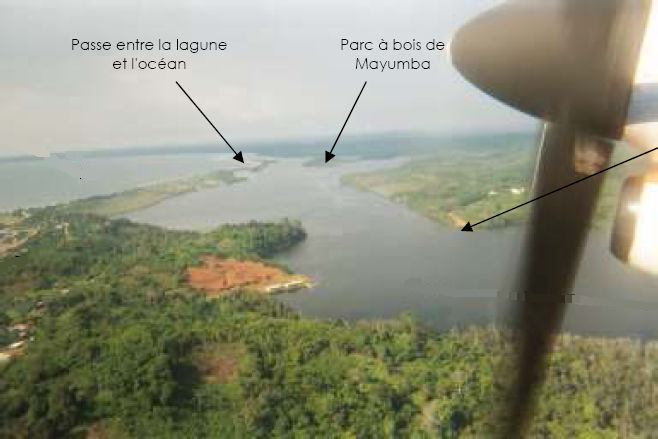 Passe entre la lagune
et l'océan
Parc à bois de
Mayumba